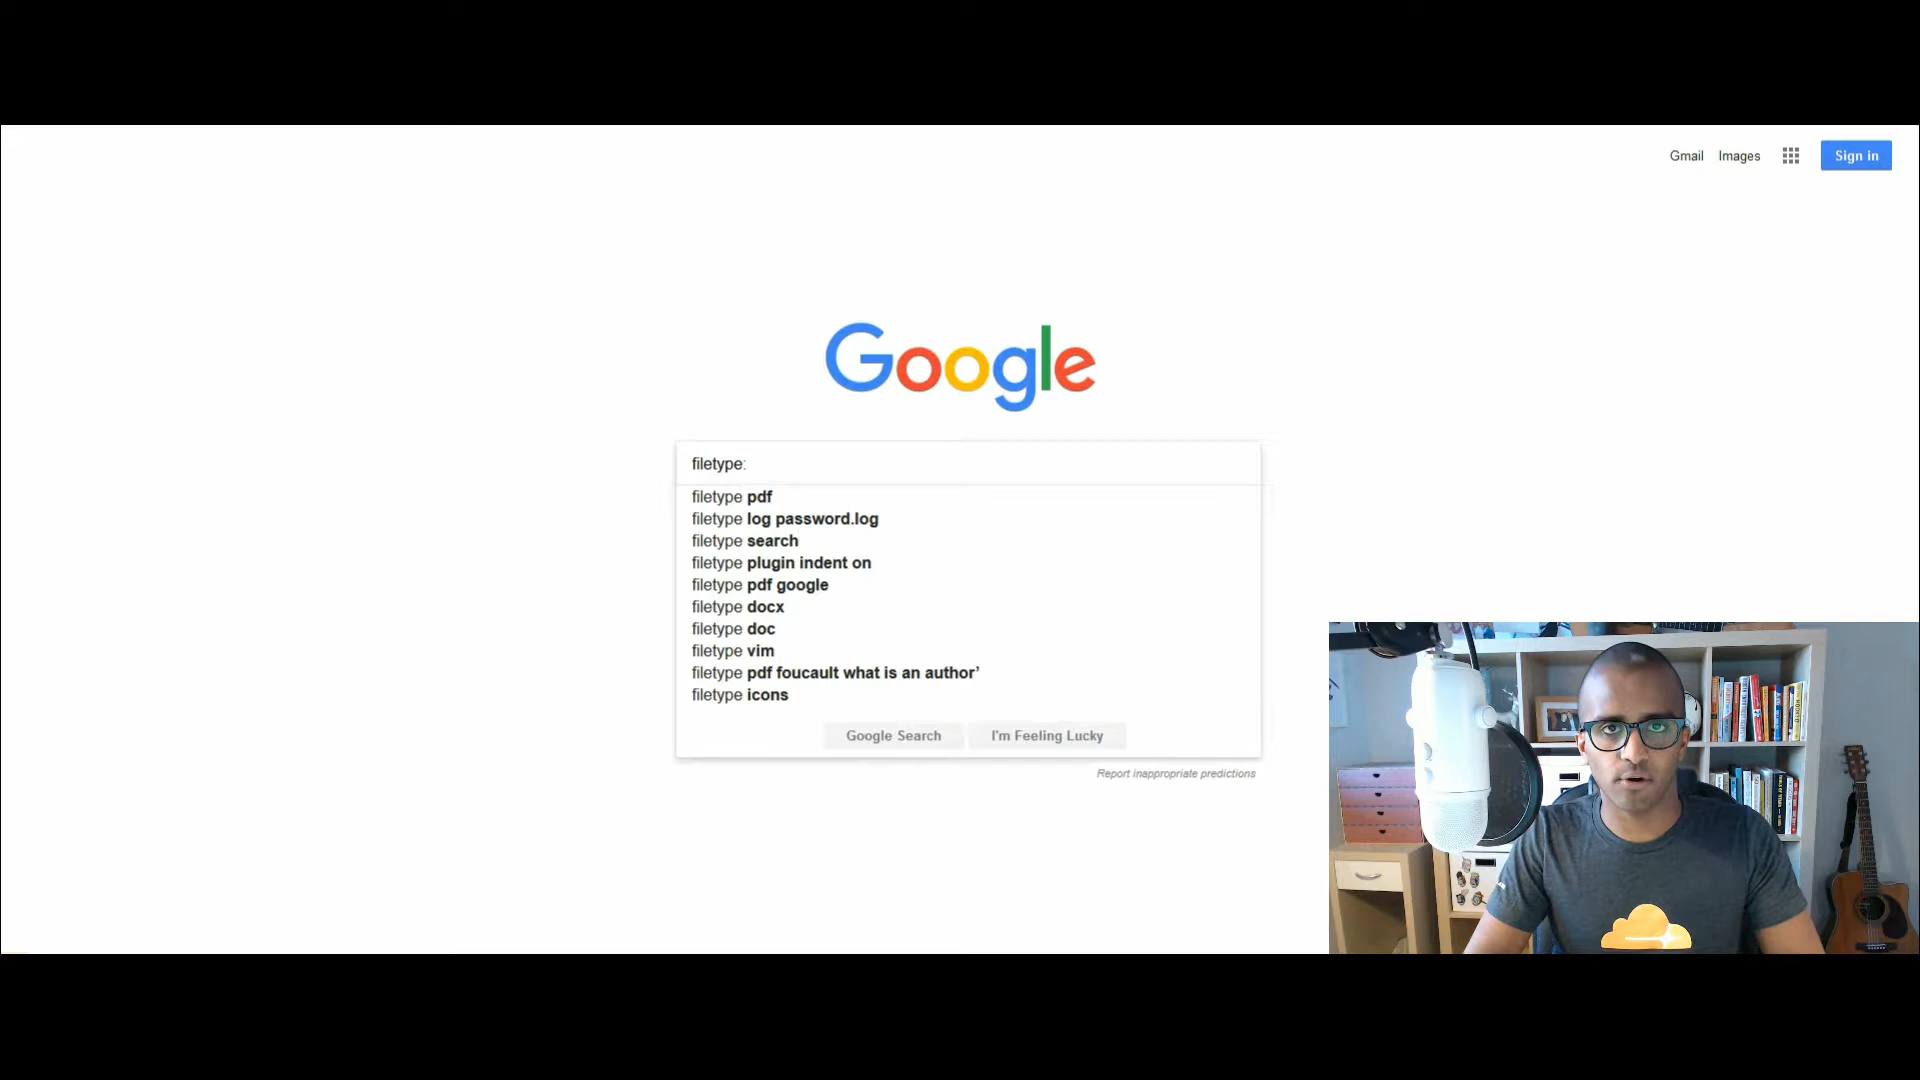 Gmail Images Sign in
Google
filetype:
filetype pdf
filetype log password.log
filetype search
filetype plugin indent on
filetype pdf google
filetype docx
filetype doc
filetype vim
filetype pdf foucault what is an author’
filetype icons
Google Search I'm Feeling Lucky
Report inappropriate predictions